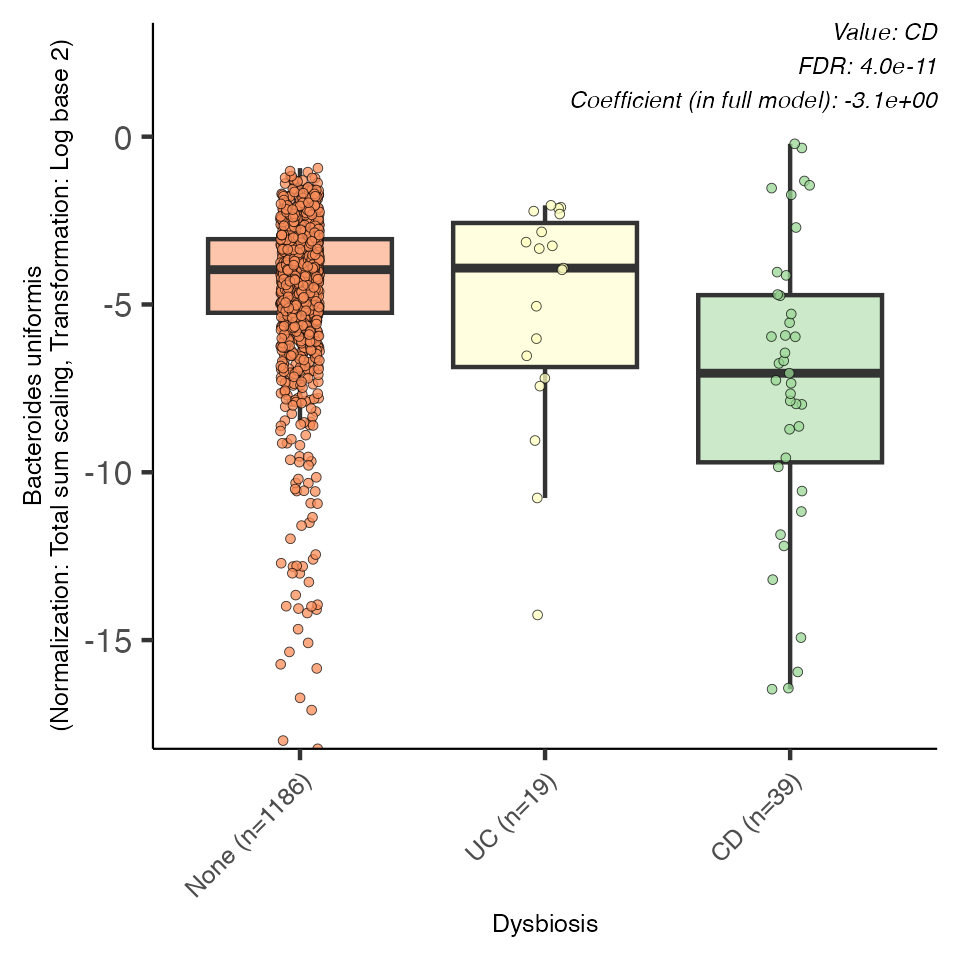 Value: CD
FDR: 4.0e-11
Coefficient (in full model): -3.1e+00
Bacteroides uniformis
(Normalization: Total sum scaling, Transformation: Log base 2)
0
-5
-10
-15
None (n=1186)
UC (n=19)
CD (n=39)
Dysbiosis